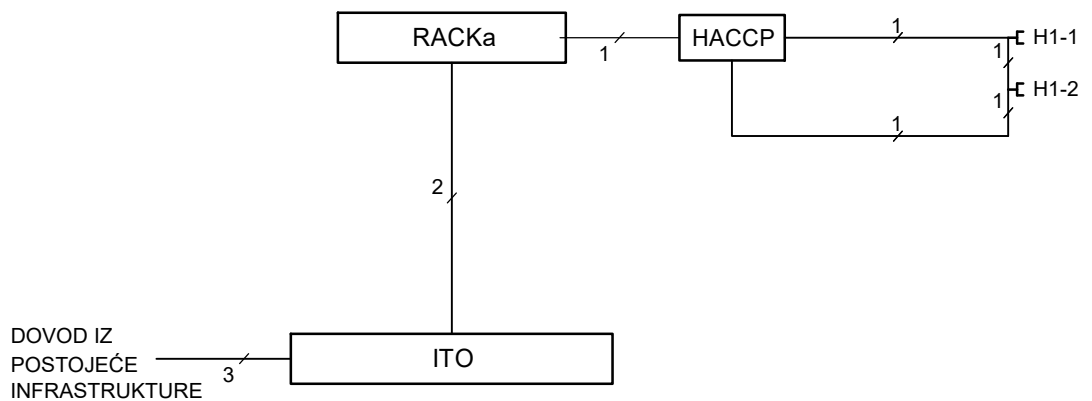 RACKa
1
HACCP
1
H1-1
1
H1-2
1
1
2
DOVOD IZ
POSTOJEĆE
INFRASTRUKTURE
3
ITO